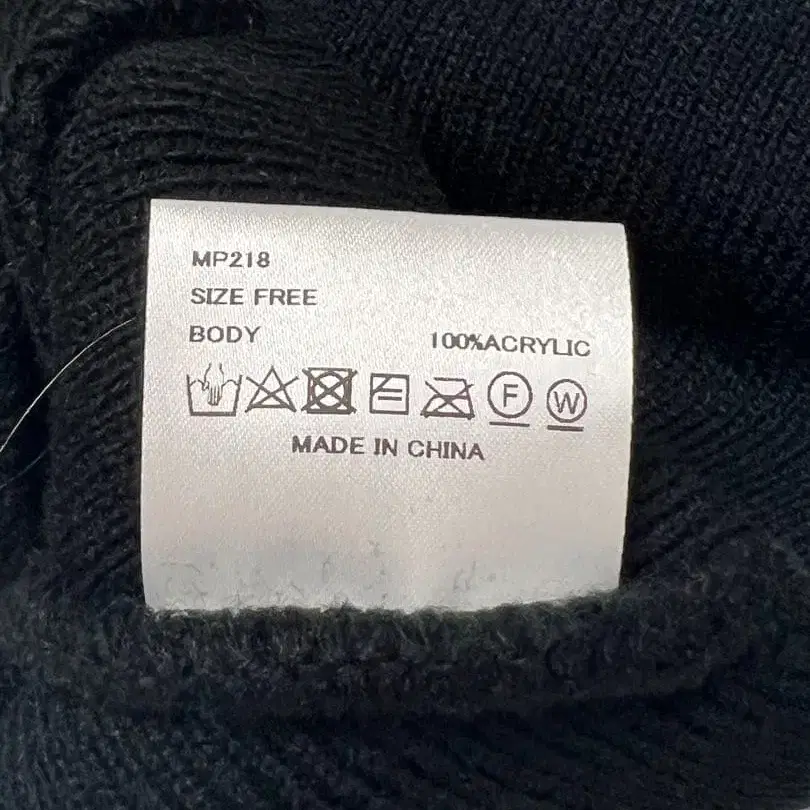 MP218
SIZE FREE
BODY 100%ACRYLIC
F W
MADE IN CHINA